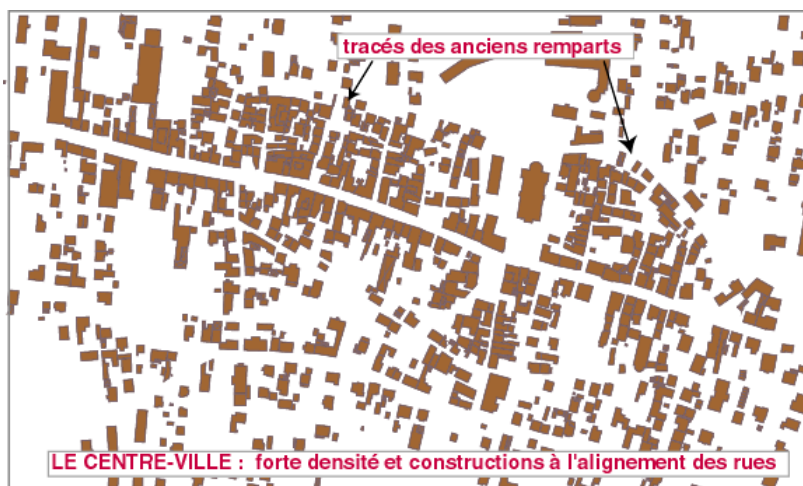 tracés des anciens remparts
LE CENTRE-VILLE : forte densité et constructions à l'alignement des rues